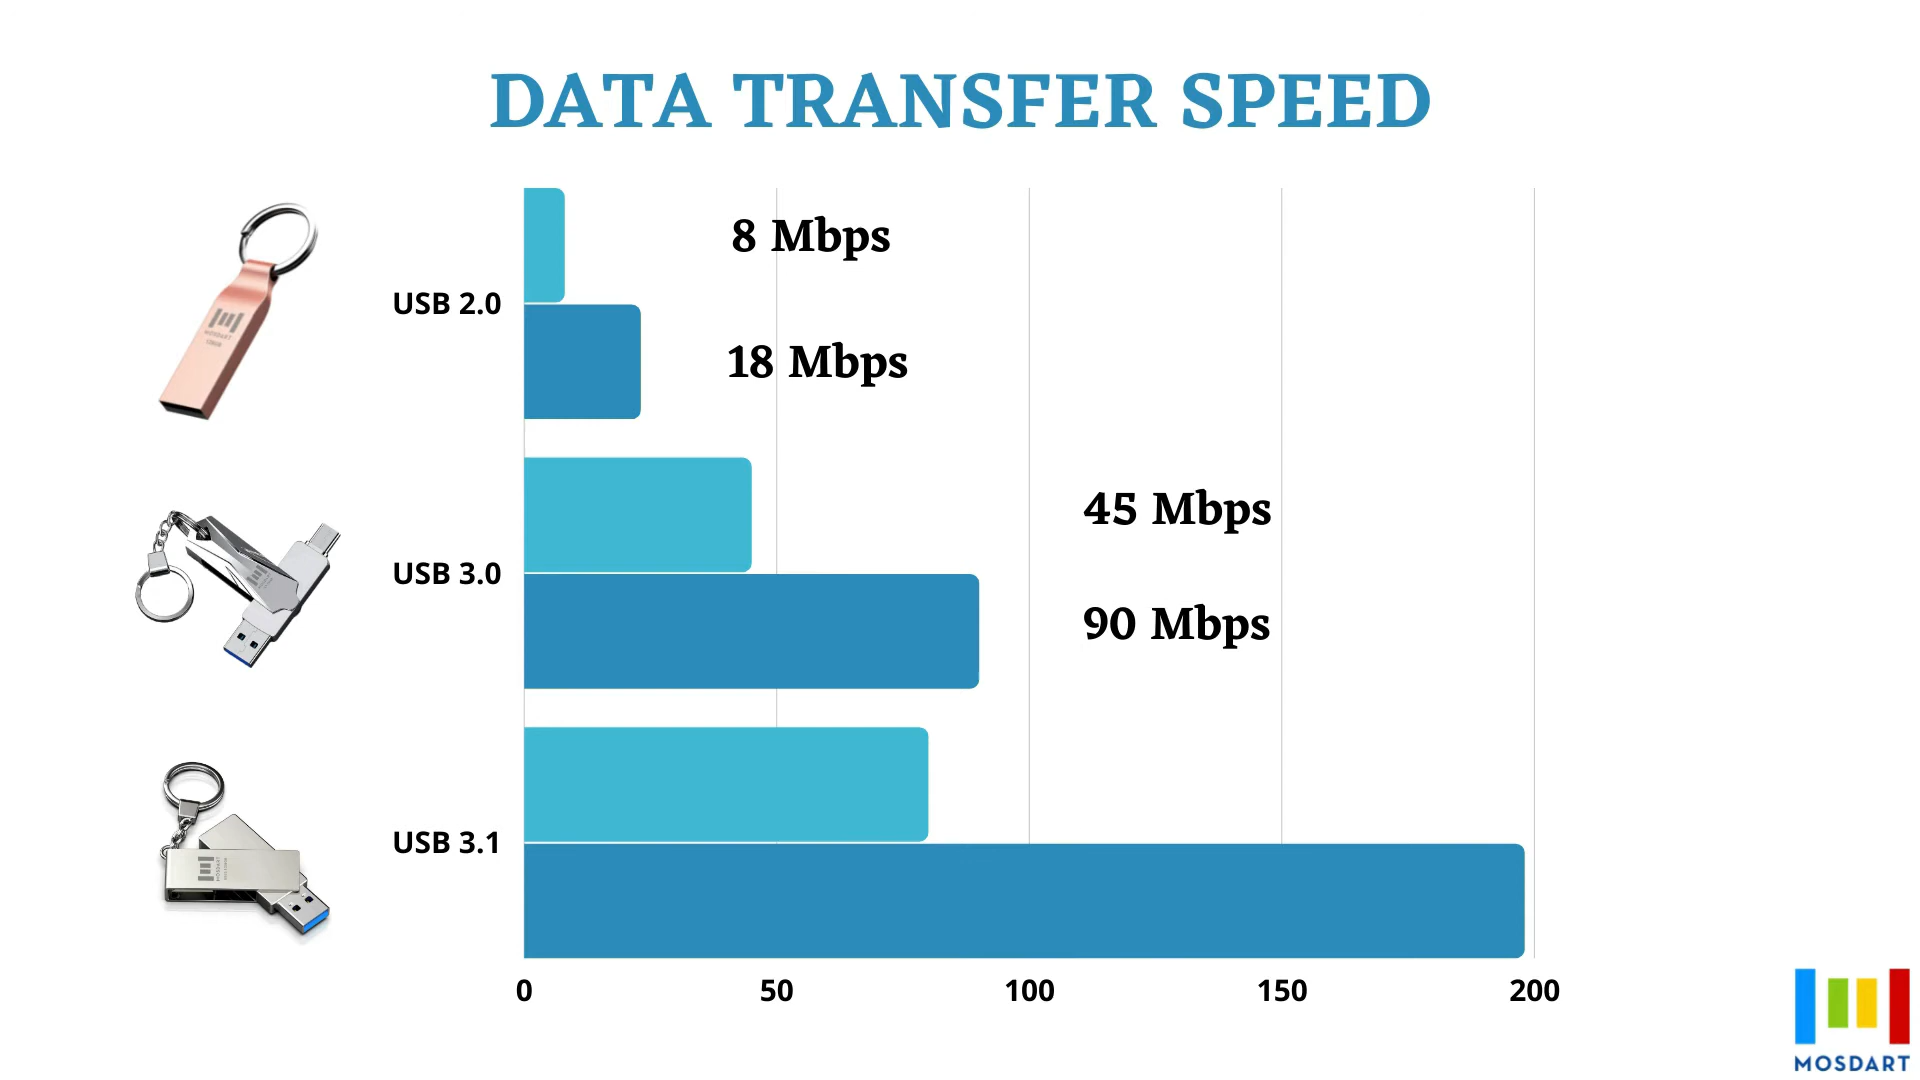 DATA TRANSFER SPEED
8 Mbps
USB 2.0
18 Mbps
MOSDART
45 Mbps
USB 3.0
90 Mbps
USB 3.1
0 50 100 150 200
MOSDART